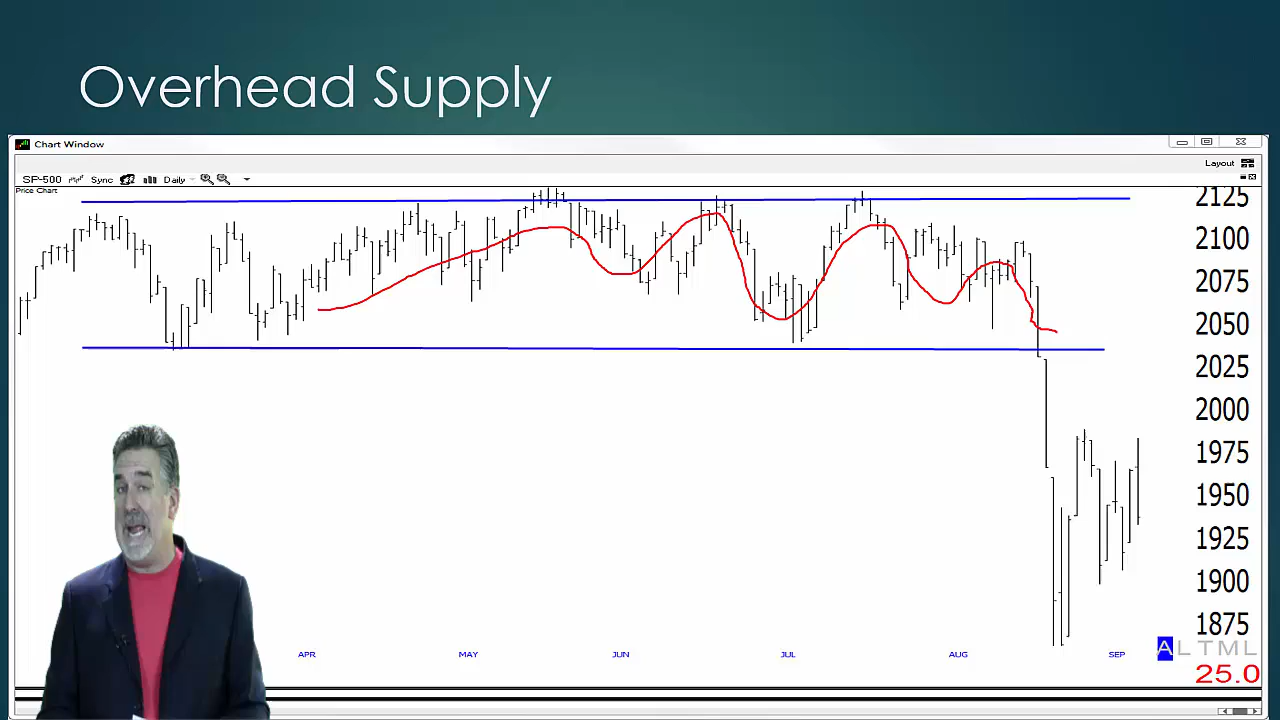 Overhead Supply
Chart Window
Layout
SP-500 Sync Daily
Price Chart
2125
2100
2075
2050
2025
2000
1975
1950
1925
1900
1875
APR MAY JUN JUL AUG SEP
A L T M L
25.0